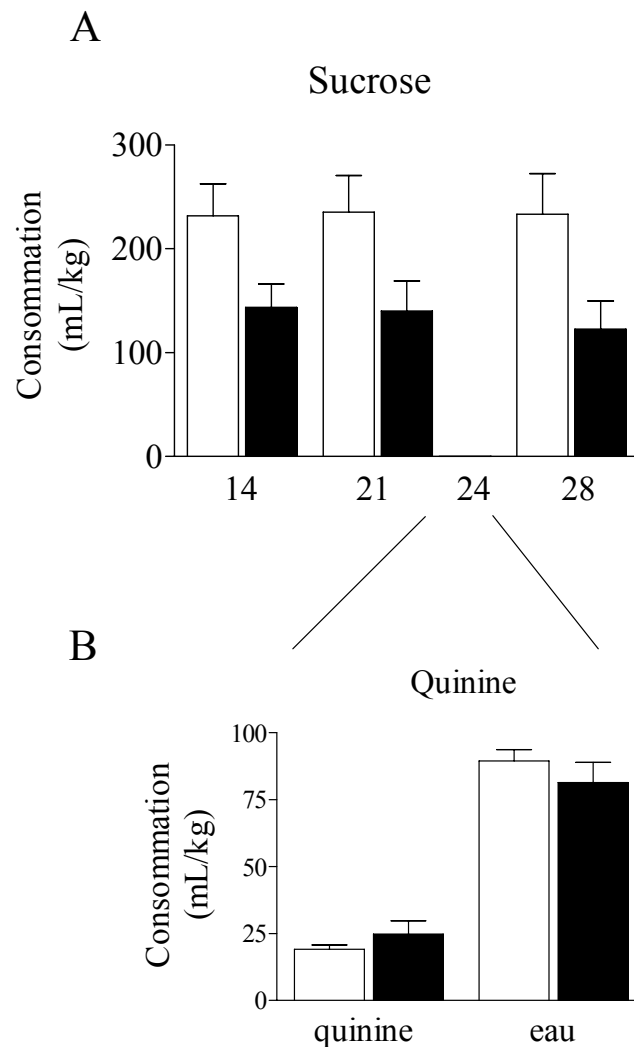 A
Sucrose
Consommation
(mL/kg)
300
200
100
0
14 21 24 28
B
Quinine
Consommation
(mL/kg)
100
75
50
25
0
quinine eau